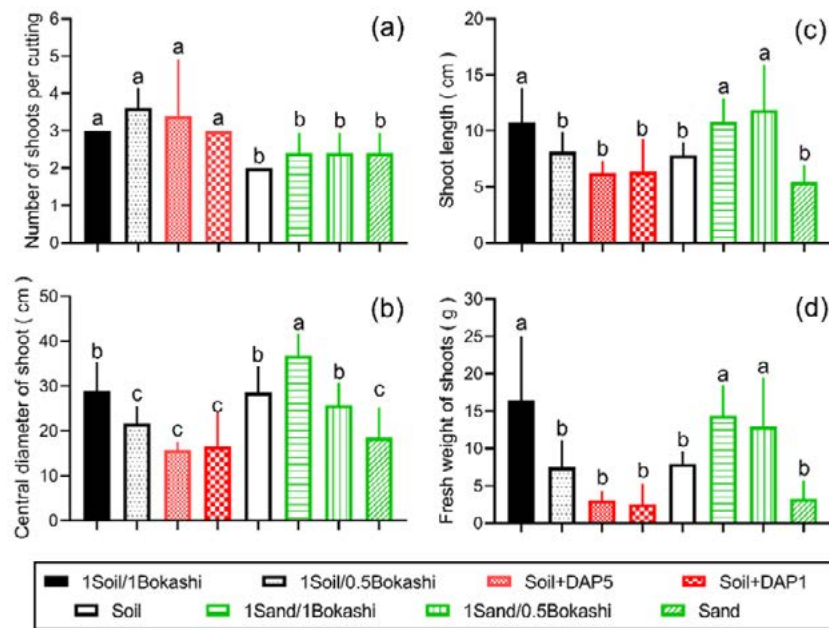 (a)
Number of shoots per cutting
6
5
4
3
2
1
0
a a a a b b b b
(c)
Shoot length ( cm )
20
15
10
5
0
a b b b b a a b
(b)
Central diameter of shoot ( cm )
50
40
30
20
10
0
b c c c b a b c
(d)
Fresh weight of shoots ( g )
30
25
20
15
10
5
0
a b b b b a a b
1Soil/1Bokashi 1Soil/0.5Bokashi Soil+DAP5 Soil+DAP1
Soil 1Sand/1Bokashi 1Sand/0.5Bokashi Sand